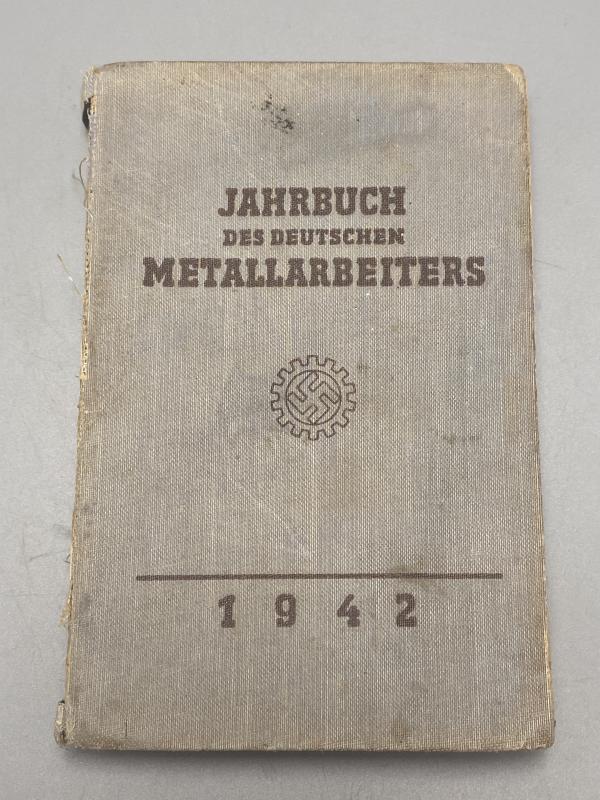 JAHRBUCH
DES DEUTSCHEN
METALLARBEITERS
1942